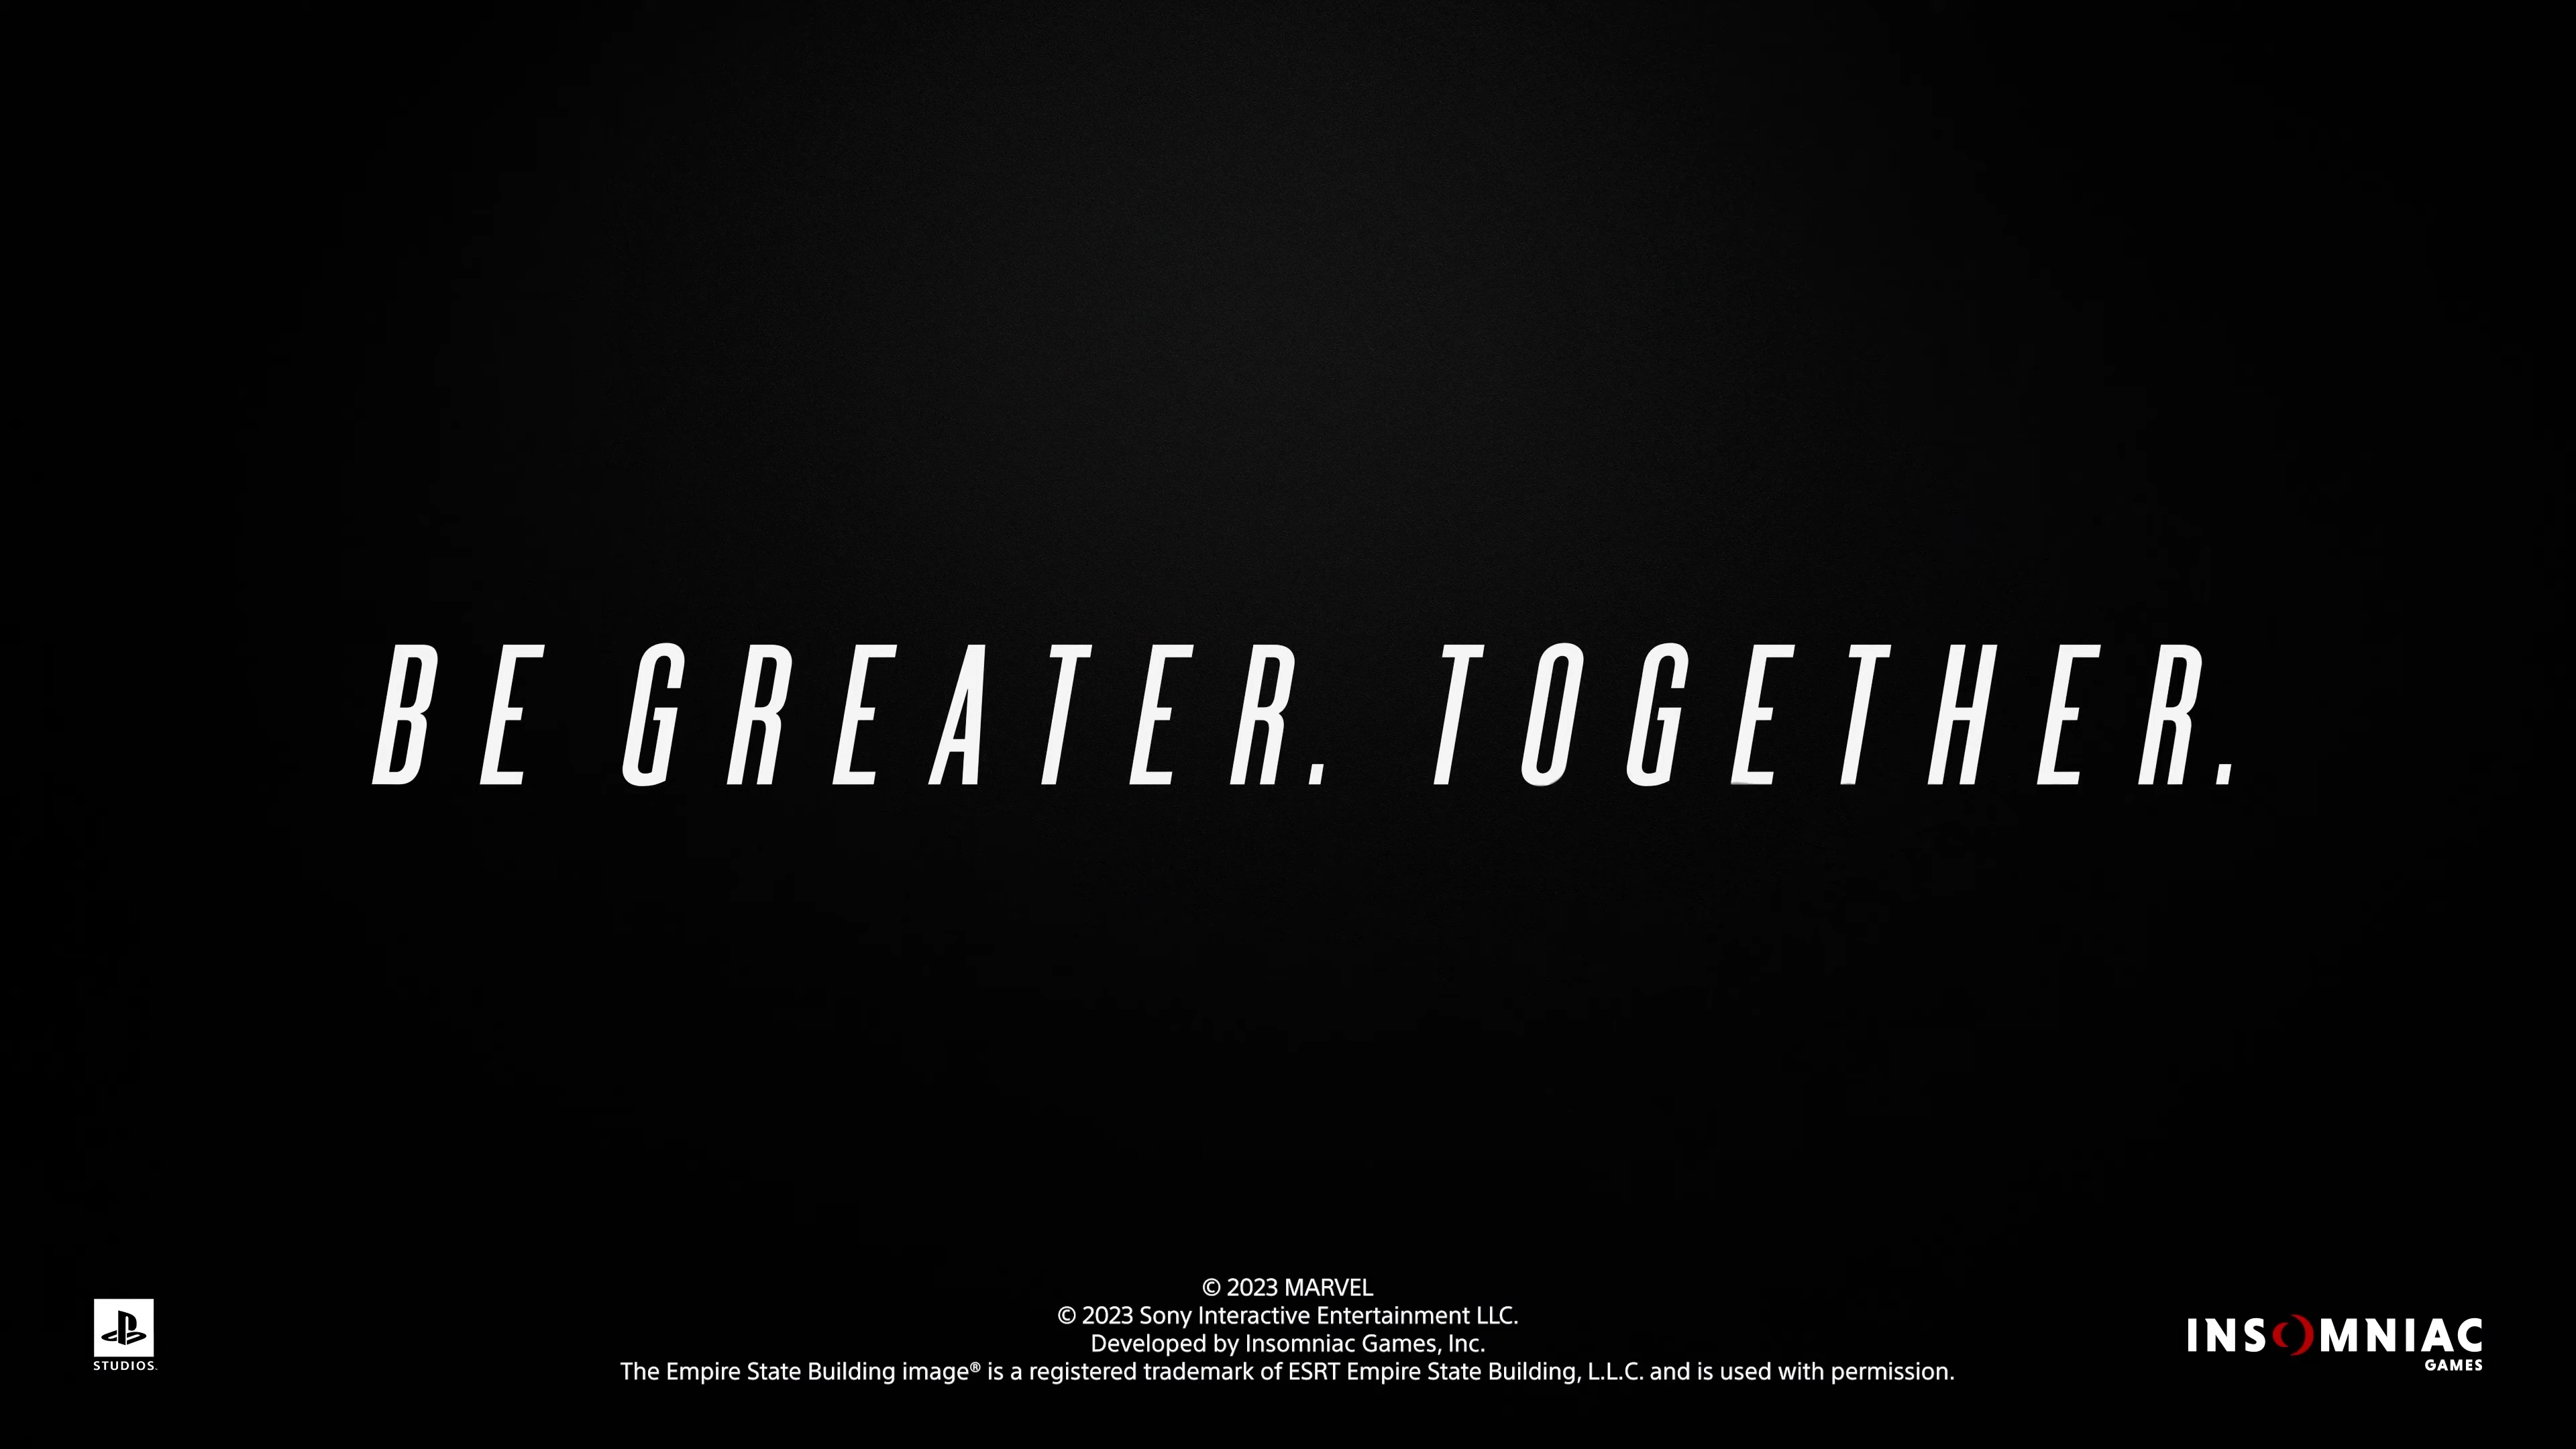 BE GREATER. TOGETHER.
© 2023 MARVEL
© 2023 Sony Interactive Entertainment LLC.
Developed by Insomniac Games, Inc.
The Empire State Building image® is a registered trademark of ESRT Empire State Building, L.L.C. and is used with permission.
STUDIOS.
INSOMNIAC
GAMES